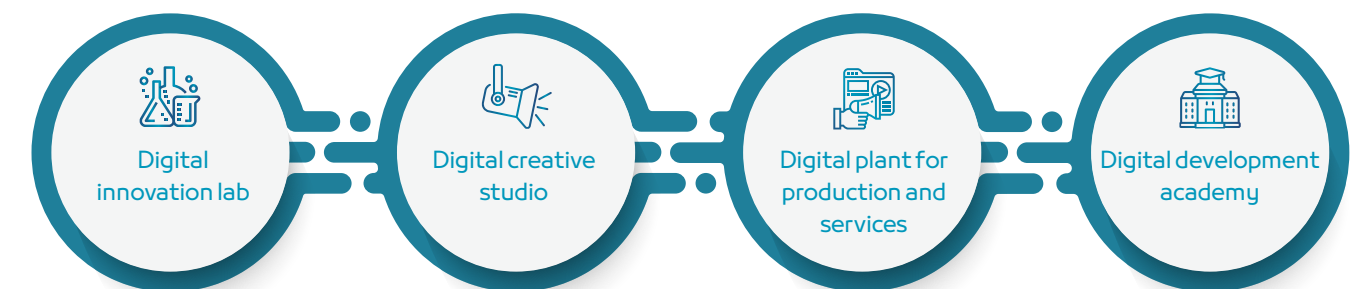 Digital
innovation lab
Digital creative
studio
Digital plant for
production and
services
Digital development
academy